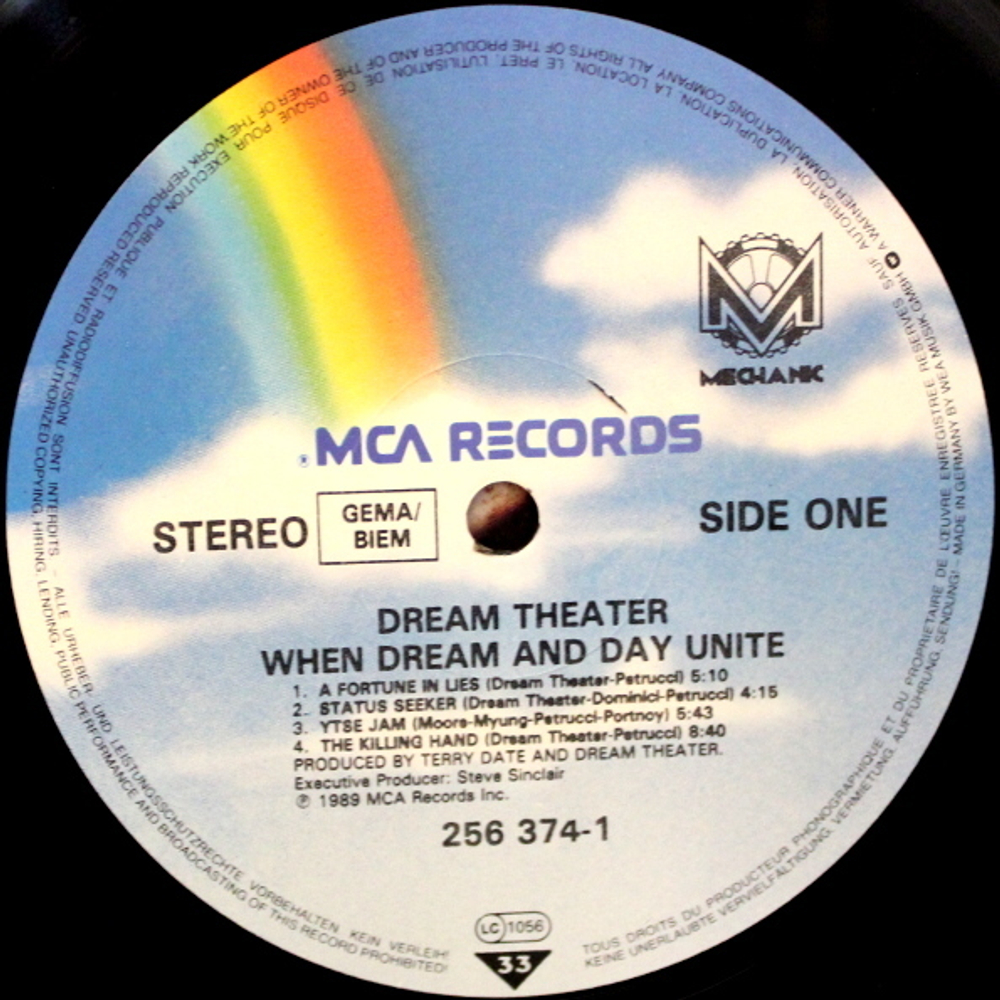 MECHANIC
® MCA RECORDS
STEREO
GEMA/
BIEM
SIDE ONE
DREAM THEATER
WHEN DREAM AND DAY UNITE
1. A FORTUNE IN LIES (Dream Theater-Petrucci) 5:10
2. STATUS SEEKER (Dream Theater-Dominici-Petrucci) 4:15
3. YTSE JAM (Moore-Myung-Petrucci-Portnoy) 5:43
4. THE KILLING HAND (Dream Theater-Petrucci) 8:40
PRODUCED BY TERRY DATE AND DREAM THEATER.
Executive Producer: Steve Sinclair
℗ 1989 MCA Records Inc.
256 374-1
LC 1056
33
TOUS DROITS DU PRODUCTEUR PHONOGRAPHIQUE ET DU PROPRIETAIRE DE L'ŒUVRE ENREGISTREE RESERVES. SAUF AUTORISATION, LA DUPLICATION, LA LOCATION, LE PRET, L'UTILISATION DE CE DISQUE POUR EXECUTION PUBLIQUE ET RADIODIFFUSION SONT INTERDITS – ALLE URHEBER- UND LEISTUNGSSCHUTZRECHTE VORBEHALTEN. KEIN VERLEIH!
KEINE UNERLAUBTE VERVIELFÄLTIGUNG, VERMIETUNG, AUFFÜHRUNG, SENDUNG! – MADE IN GERMANY BY WEA MUSIK GMBH A WARNER COMMUNICATIONS COMPANY ALL RIGHTS OF THE PRODUCER AND OF THE OWNER OF THE WORK REPRODUCED RESERVED. UNAUTHORIZED COPYING, HIRING, LENDING, PUBLIC PERFORMANCE AND BROADCASTING OF THIS RECORD PROHIBITED!